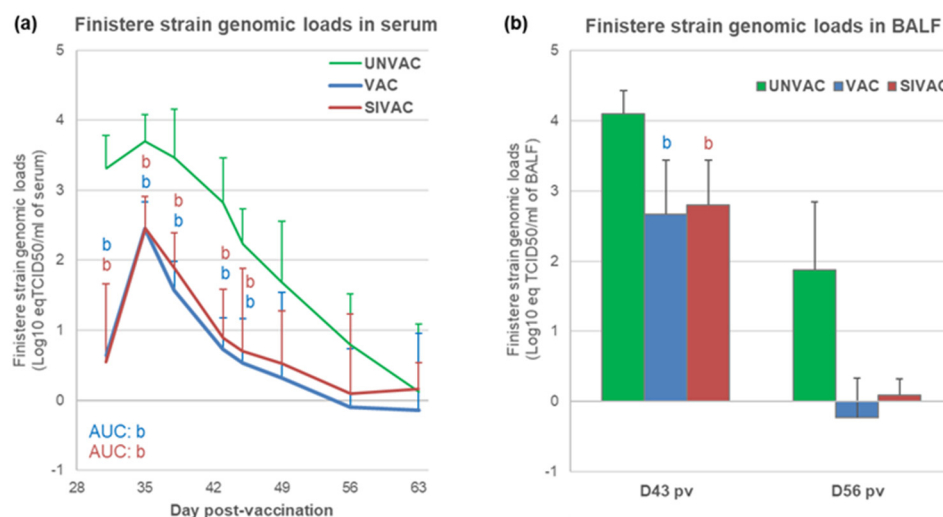 (a) Finistere strain genomic loads in serum
Finistere strain genomic loads
(Log10 eqTCID50/ml of serum)
5
4
3
2
1
0
-1
UNVAC
VAC
SIVAC
b
b
b
b
b
b
b
b
b
b
AUC: b
AUC: b
28 35 42 49 56 63
Day post-vaccination
(b) Finistere strain genomic loads in BALF
Finistere strain genomic loads
(Log10 eq TCID50/ml of BALF)
5
4
3
2
1
0
-1
UNVAC VAC SIVAC
b b
D43 pv D56 pv